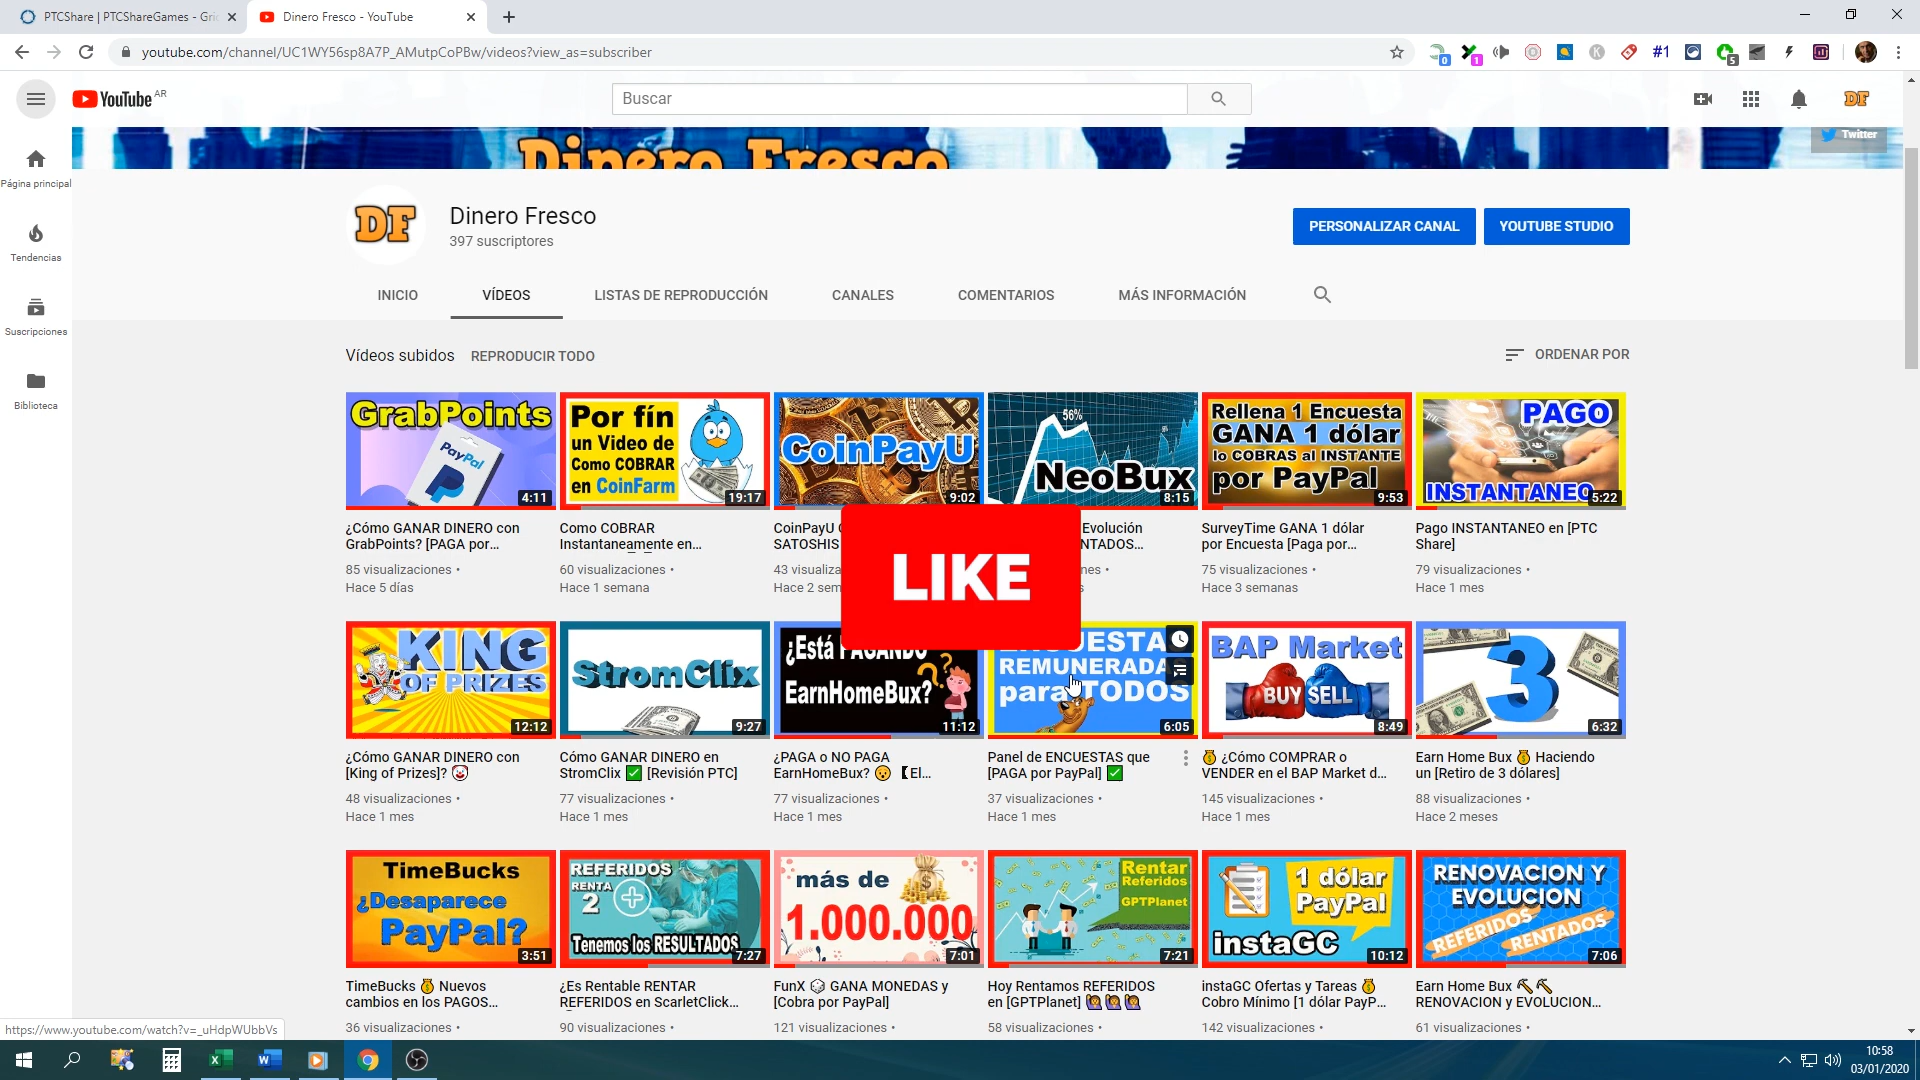 PTCShare | PTCShareGames - Gri
Dinero Fresco - YouTube
youtube.com/channel/UC1WY56sp8A7P_AMutpCoPBw/videos?view_as=subscriber
0
1
K
#1
5
YouTube AR
Buscar
DF
Dinero Fresco
Twitter
Página principal
Tendencias
Suscripciones
Biblioteca
DF
Dinero Fresco
397 suscriptores
PERSONALIZAR CANAL
YOUTUBE STUDIO
INICIO
VÍDEOS
LISTAS DE REPRODUCCIÓN
CANALES
COMENTARIOS
MÁS INFORMACIÓN
Vídeos subidos
REPRODUCIR TODO
ORDENAR POR
GrabPoints
PayPal
4:11
Por fín
un Video de
Como COBRAR
en CoinFarm
19:17
CoinPayU
9:02
56%
NeoBux
8:15
Rellena 1 Encuesta
GANA 1 dólar
lo COBRAS al INSTANTE
por PayPal
9:53
PAGO
INSTANTANEO
5:22
¿Cómo GANAR DINERO con
GrabPoints? [PAGA por...
85 visualizaciones •
Hace 5 días
Como COBRAR
Instantaneamente en...
60 visualizaciones •
Hace 1 semana
CoinPayU
SATOSHIS
43 visualiza
Hace 2 sem
LIKE
Evolución
NTADOS...
nes •
s
SurveyTime GANA 1 dólar
por Encuesta [Paga por...
75 visualizaciones •
Hace 3 semanas
Pago INSTANTANEO en [PTC
Share]
79 visualizaciones •
Hace 1 mes
KING
OF PRIZES
12:12
StromClix
9:27
¿Está PAGANDO
EarnHomeBux?
11:12
ENCUESTAS
REMUNERADAS
para TODOS
6:05
BAP Market
BUY SELL
8:49
3
6:32
¿Cómo GANAR DINERO con
[King of Prizes]? 🤡
48 visualizaciones •
Hace 1 mes
Cómo GANAR DINERO en
StromClix ✅ [Revisión PTC]
77 visualizaciones •
Hace 1 mes
¿PAGA o NO PAGA
EarnHomeBux? 😯 【El...
77 visualizaciones •
Hace 1 mes
Panel de ENCUESTAS que
[PAGA por PayPal] ✅
37 visualizaciones •
Hace 1 mes
💰 ¿Cómo COMPRAR o
VENDER en el BAP Market d...
145 visualizaciones •
Hace 1 mes
Earn Home Bux 💰 Haciendo
un [Retiro de 3 dólares]
88 visualizaciones •
Hace 2 meses
TimeBucks
¿Desaparece
PayPal?
3:51
REFERIDOS
RENTA
2
Tenemos los RESULTADOS
7:27
más de
1.000.000
7:01
Rentar
Referidos
GPTPlanet
7:21
1 dólar
PayPal
instaGC
10:12
RENOVACION Y
EVOLUCION
REFERIDOS
RENTADOS
7:06
TimeBucks 💰 Nuevos
cambios en los PAGOS...
36 visualizaciones •
¿Es Rentable RENTAR
REFERIDOS en ScarletClick...
90 visualizaciones •
FunX 🎲 GANA MONEDAS y
[Cobra por PayPal]
121 visualizaciones •
Hoy Rentamos REFERIDOS
en [GPTPlanet] 🙋🙋🙋
58 visualizaciones •
instaGC Ofertas y Tareas 💰
Cobro Mínimo [1 dólar PayP...
142 visualizaciones •
Earn Home Bux 🔨🔨
RENOVACION y EVOLUCION...
61 visualizaciones •
https://www.youtube.com/watch?v=_uHdpWUbbVs
10:58
03/01/2020